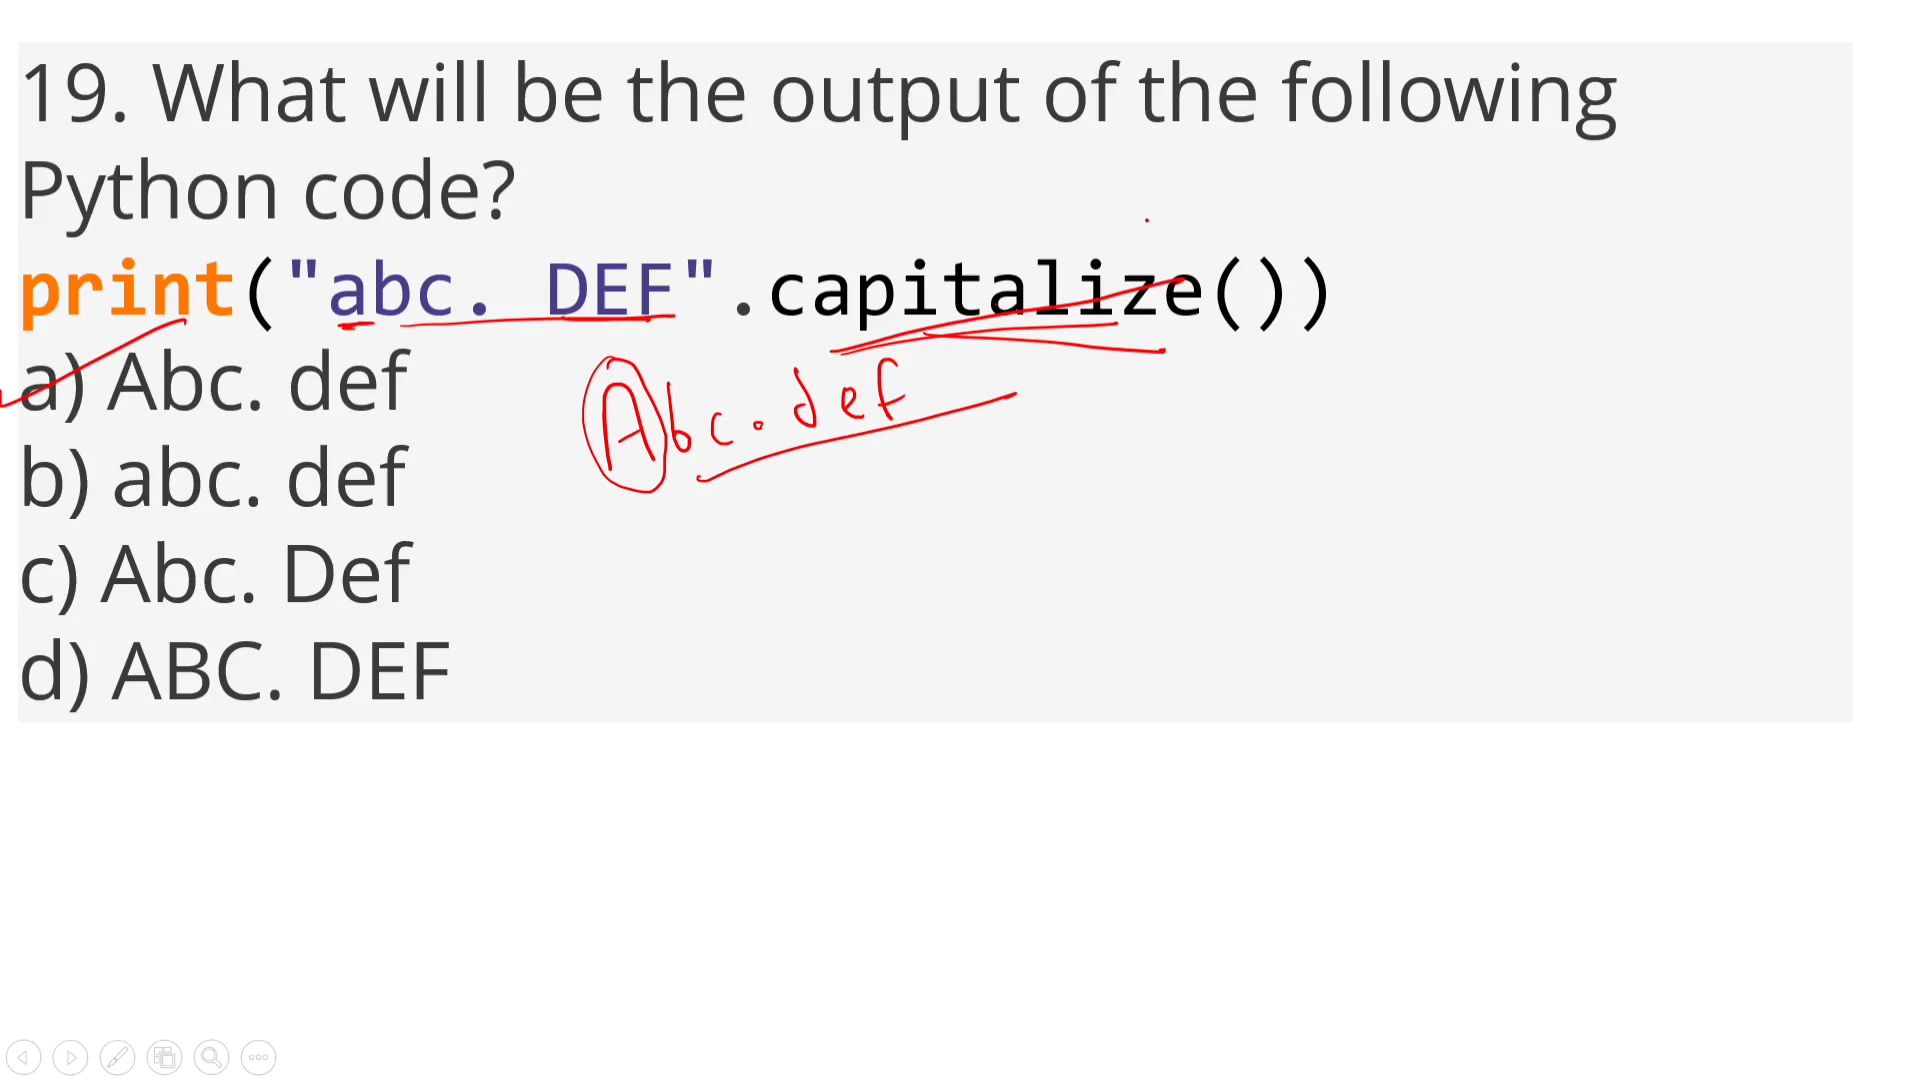 19. What will be the output of the following
Python code?
print("abc. DEF".capitalize())
a) Abc. def
Abc.def
b) abc. def
c) Abc. Def
d) ABC. DEF